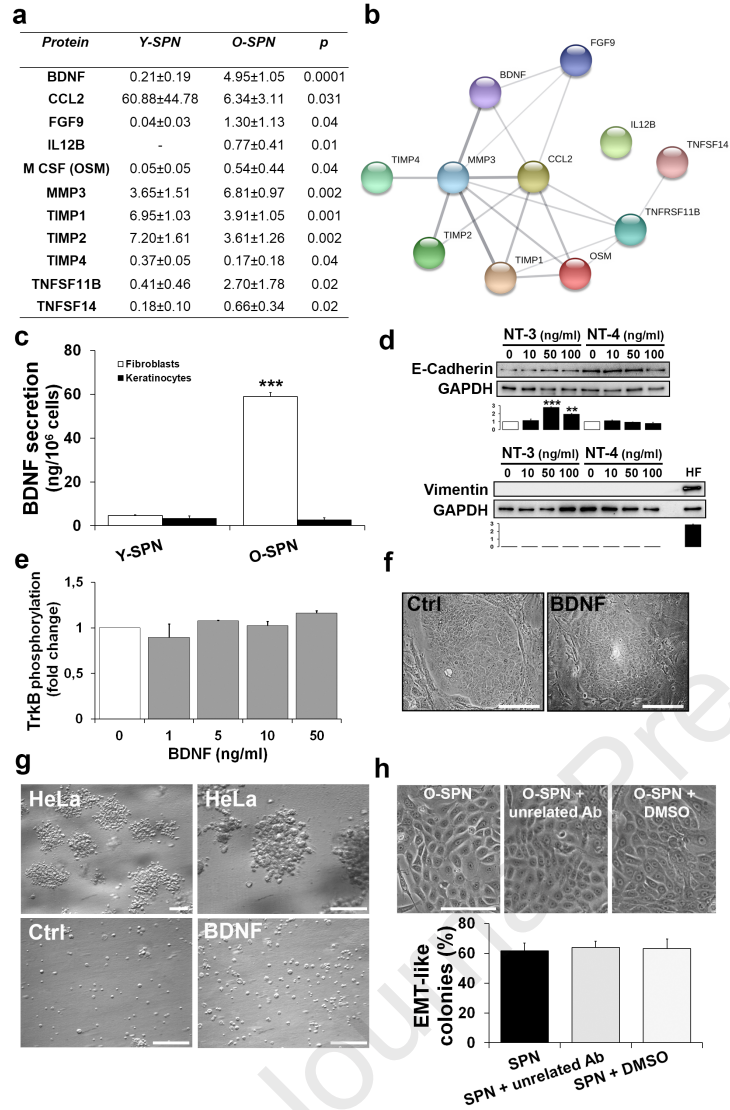 a
Protein Y-SPN O-SPN p
BDNF 0.21±0.19 4.95±1.05 0.0001
CCL2 60.88±44.78 6.34±3.11 0.031
FGF9 0.04±0.03 1.30±1.13 0.04
IL12B - 0.77±0.41 0.01
M CSF (OSM) 0.05±0.05 0.54±0.44 0.04
MMP3 3.65±1.51 6.81±0.97 0.002
TIMP1 6.95±1.03 3.91±1.05 0.001
TIMP2 7.20±1.61 3.61±1.26 0.002
TIMP4 0.37±0.05 0.17±0.18 0.04
TNFSF11B 0.41±0.46 2.70±1.78 0.02
TNFSF14 0.18±0.10 0.66±0.34 0.02
b
FGF9
BDNF
IL12B
TNFSF14
TIMP4
MMP3
CCL2
TNFRSF11B
TIMP2
TIMP1
OSM
c
BDNF secretion
(ng/10⁶ cells)
80
60
40
20
0
Fibroblasts
Keratinocytes
***
Y-SPN
O-SPN
d
NT-3 (ng/ml) NT-4 (ng/ml)
0 10 50 100 0 10 50 100
E-Cadherin
GAPDH
3
2
1
0
***
**
NT-3 (ng/ml) NT-4 (ng/ml)
0 10 50 100 0 10 50 100 HF
Vimentin
GAPDH
3
2
1
0
e
TrkB phosphorylation
(fold change)
1,5
1
0,5
0
0 1 5 10 50
BDNF (ng/ml)
f
Ctrl
BDNF
g
HeLa
HeLa
Ctrl
BDNF
h
O-SPN
O-SPN +
unrelated Ab
O-SPN +
DMSO
EMT-like
colonies (%)
80
60
40
20
0
SPN
SPN + unrelated Ab
SPN + DMSO
Journal Pre